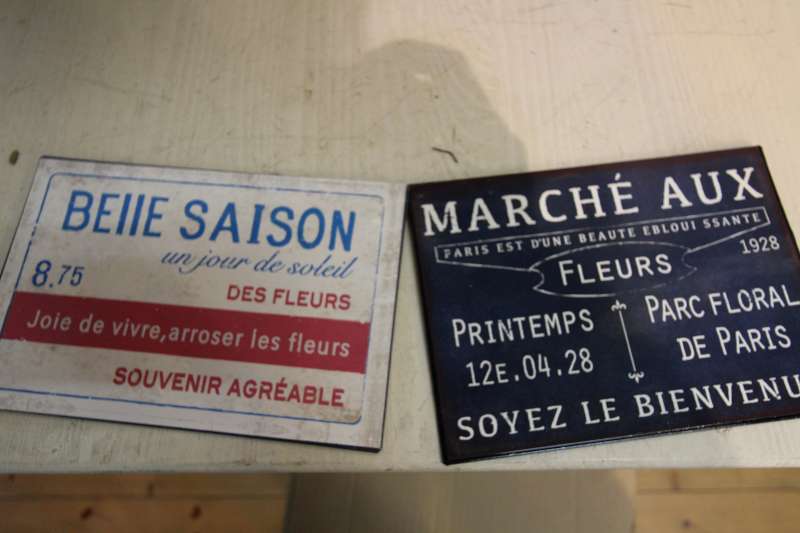 BEllE SAISON
un jour de soleil
8.75
DES FLEURS
Joie de vivre,arroser les fleurs
SOUVENIR AGRÉABLE
MARCHÉ AUX
PARIS EST D'UNE BEAUTE EBLOUI SSANTE
FLEURS
1928
PRINTEMPS
12E.04.28
PARC FLORAL
DE PARIS
SOYEZ LE BIENVENU